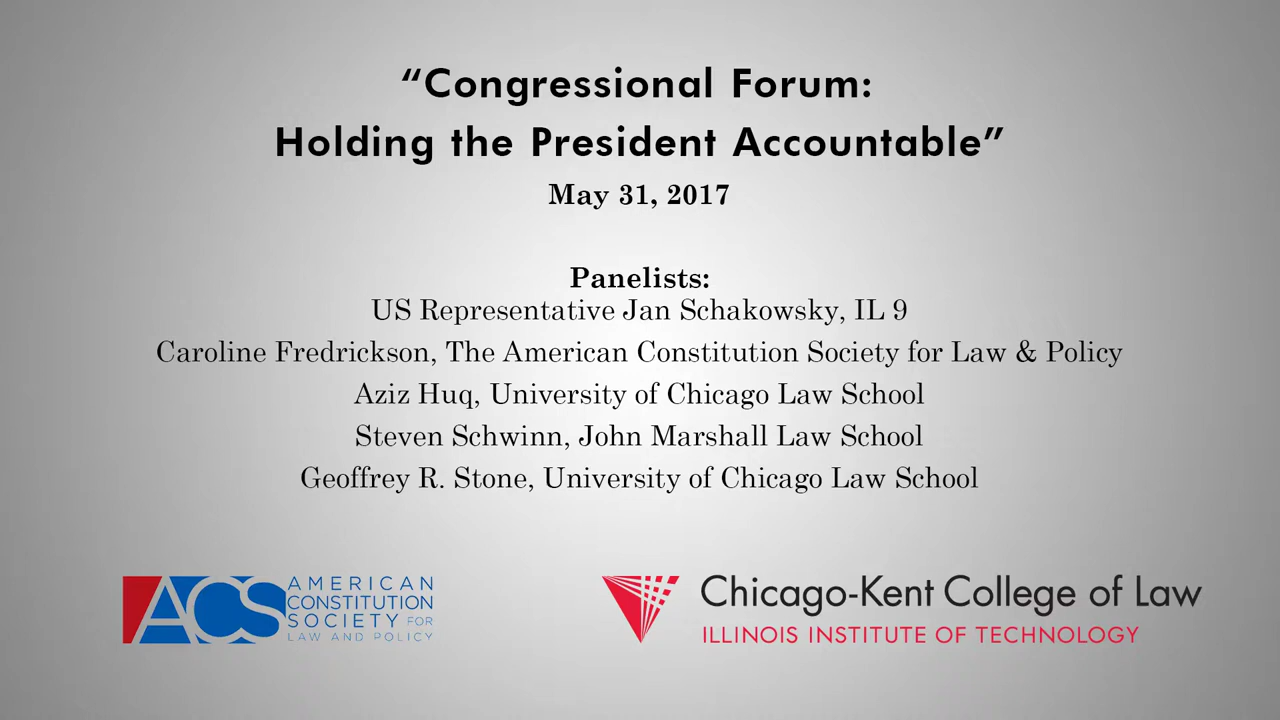 “Congressional Forum:
Holding the President Accountable”
May 31, 2017
Panelists:
US Representative Jan Schakowsky, IL 9
Caroline Fredrickson, The American Constitution Society for Law & Policy
Aziz Huq, University of Chicago Law School
Steven Schwinn, John Marshall Law School
Geoffrey R. Stone, University of Chicago Law School
ACS
AMERICAN
CONSTITUTION
SOCIETY FOR
LAW AND POLICY
Chicago-Kent College of Law
ILLINOIS INSTITUTE OF TECHNOLOGY